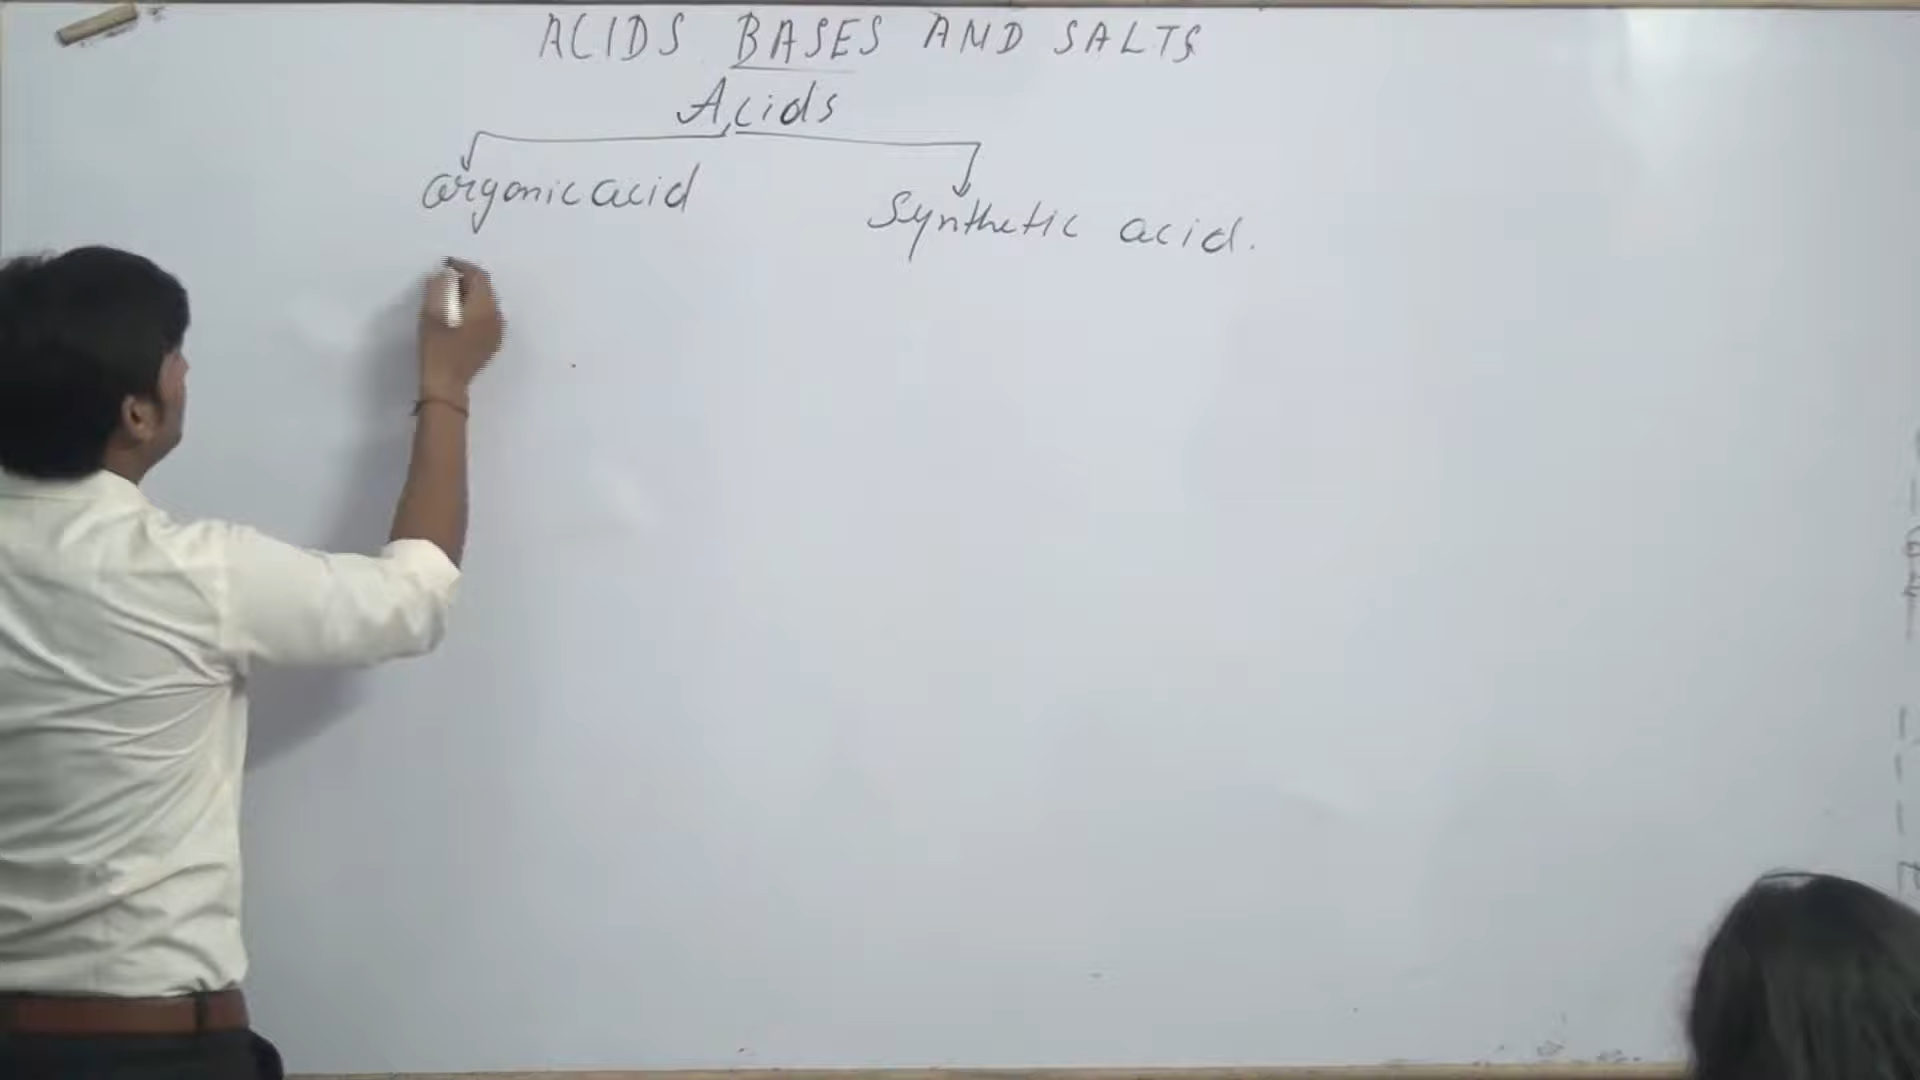 ACIDS BASES AND SALTS
Acids
organic acid
Synthetic acid.